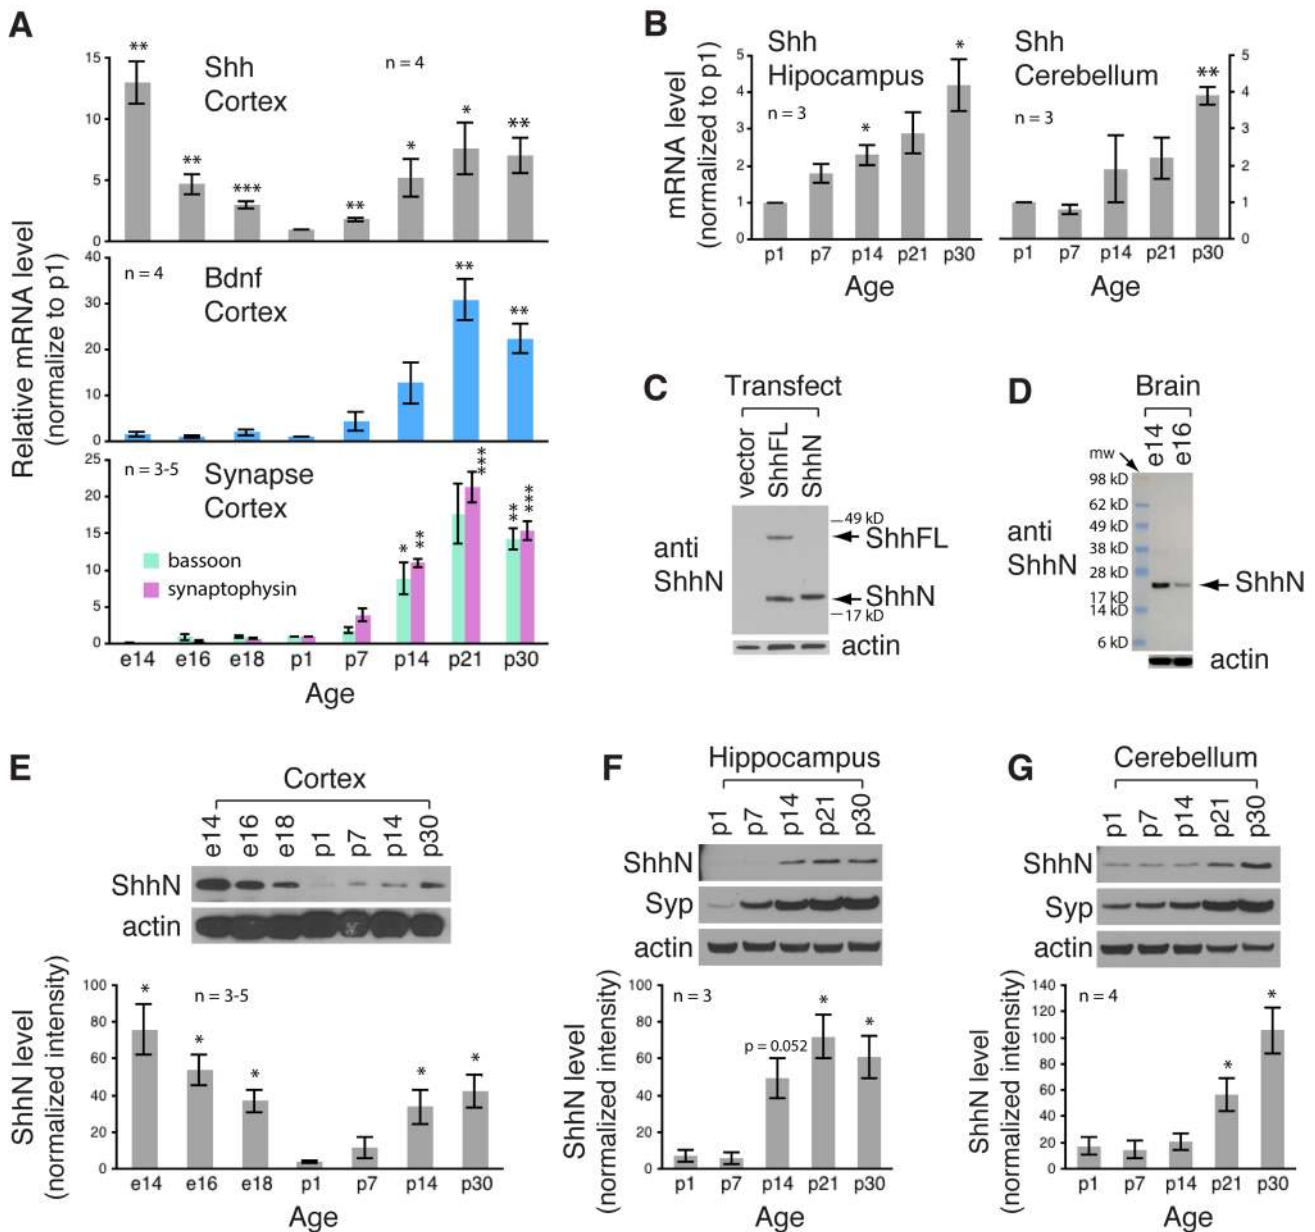 A
Relative mRNA level
(normalize to p1)
15
10
5
0
**
**
***
**
*
*
**
Shh
Cortex
n = 4
40
30
20
10
0
n = 4
Bdnf
Cortex
**
**
25
20
15
10
5
0
n = 3-5
Synapse
Cortex
bassoon
synaptophysin
*
**
***
**
***
e14 e16 e18 p1 p7 p14 p21 p30
Age
B
mRNA level
(normalized to p1)
5
4
3
2
1
0
Shh
Hipocampus
n = 3
*
*
p1 p7 p14 p21 p30
Age
Shh
Cerebellum
n = 3
**
5
4
3
2
1
0
p1 p7 p14 p21 p30
Age
C
Transfect
vector
ShhFL
ShhN
anti
ShhN
49 kD
ShhFL
ShhN
17 kD
actin
D
Brain
e14
e16
mw
98 kD
62 kD
49 kD
38 kD
28 kD
17 kD
14 kD
6 kD
anti
ShhN
ShhN
actin
E
Cortex
e14 e16 e18 p1 p7 p14 p30
ShhN
actin
ShhN level
(normalized intensity)
100
80
60
40
20
0
n = 3-5
*
*
*
*
*
e14 e16 e18 p1 p7 p14 p30
Age
F
Hippocampus
p1 p7 p14 p21 p30
ShhN
Syp
actin
ShhN level
(normalized intensity)
100
80
60
40
20
0
n = 3
p = 0.052
*
*
p1 p7 p14 p21 p30
Age
G
Cerebellum
p1 p7 p14 p21 p30
ShhN
Syp
actin
ShhN level
(normalized intensity)
140
120
100
80
60
40
20
0
n = 4
*
*
p1 p7 p14 p21 p30
Age